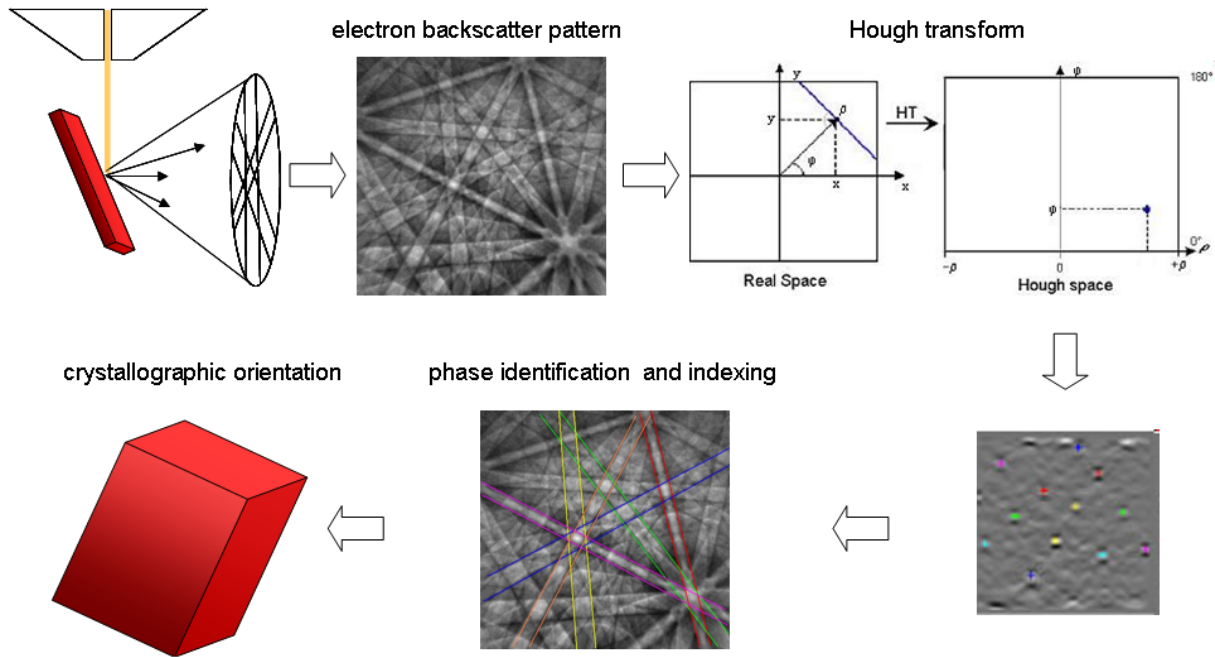 electron backscatter pattern
Hough transform
y
ρ
y
φ
x
x
Real Space
HT
φ
180°
φ
0°
ρ
-ρ
0
+ρ
Hough space
crystallographic orientation
phase identification and indexing